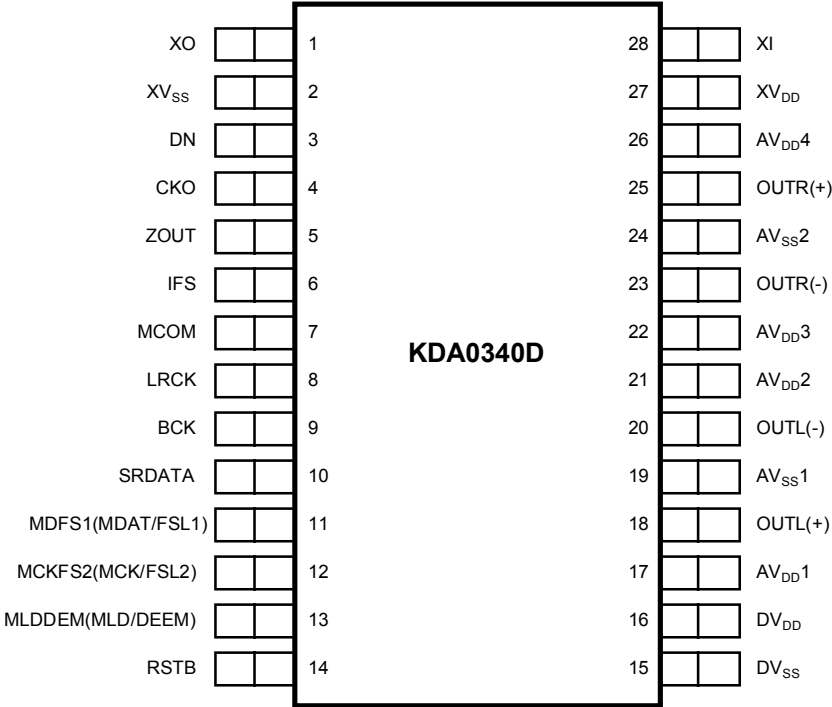 XO 1 28 XI
XVSS 2 27 XVDD
DN 3 26 AVDD4
CKO 4 25 OUTR(+)
ZOUT 5 24 AVSS2
IFS 6 23 OUTR(-)
MCOM 7 22 AVDD3
KDA0340D
LRCK 8 21 AVDD2
BCK 9 20 OUTL(-)
SRDATA 10 19 AVSS1
MDFS1(MDAT/FSL1) 11 18 OUTL(+)
MCKFS2(MCK/FSL2) 12 17 AVDD1
MLDDEM(MLD/DEEM) 13 16 DVDD
RSTB 14 15 DVSS